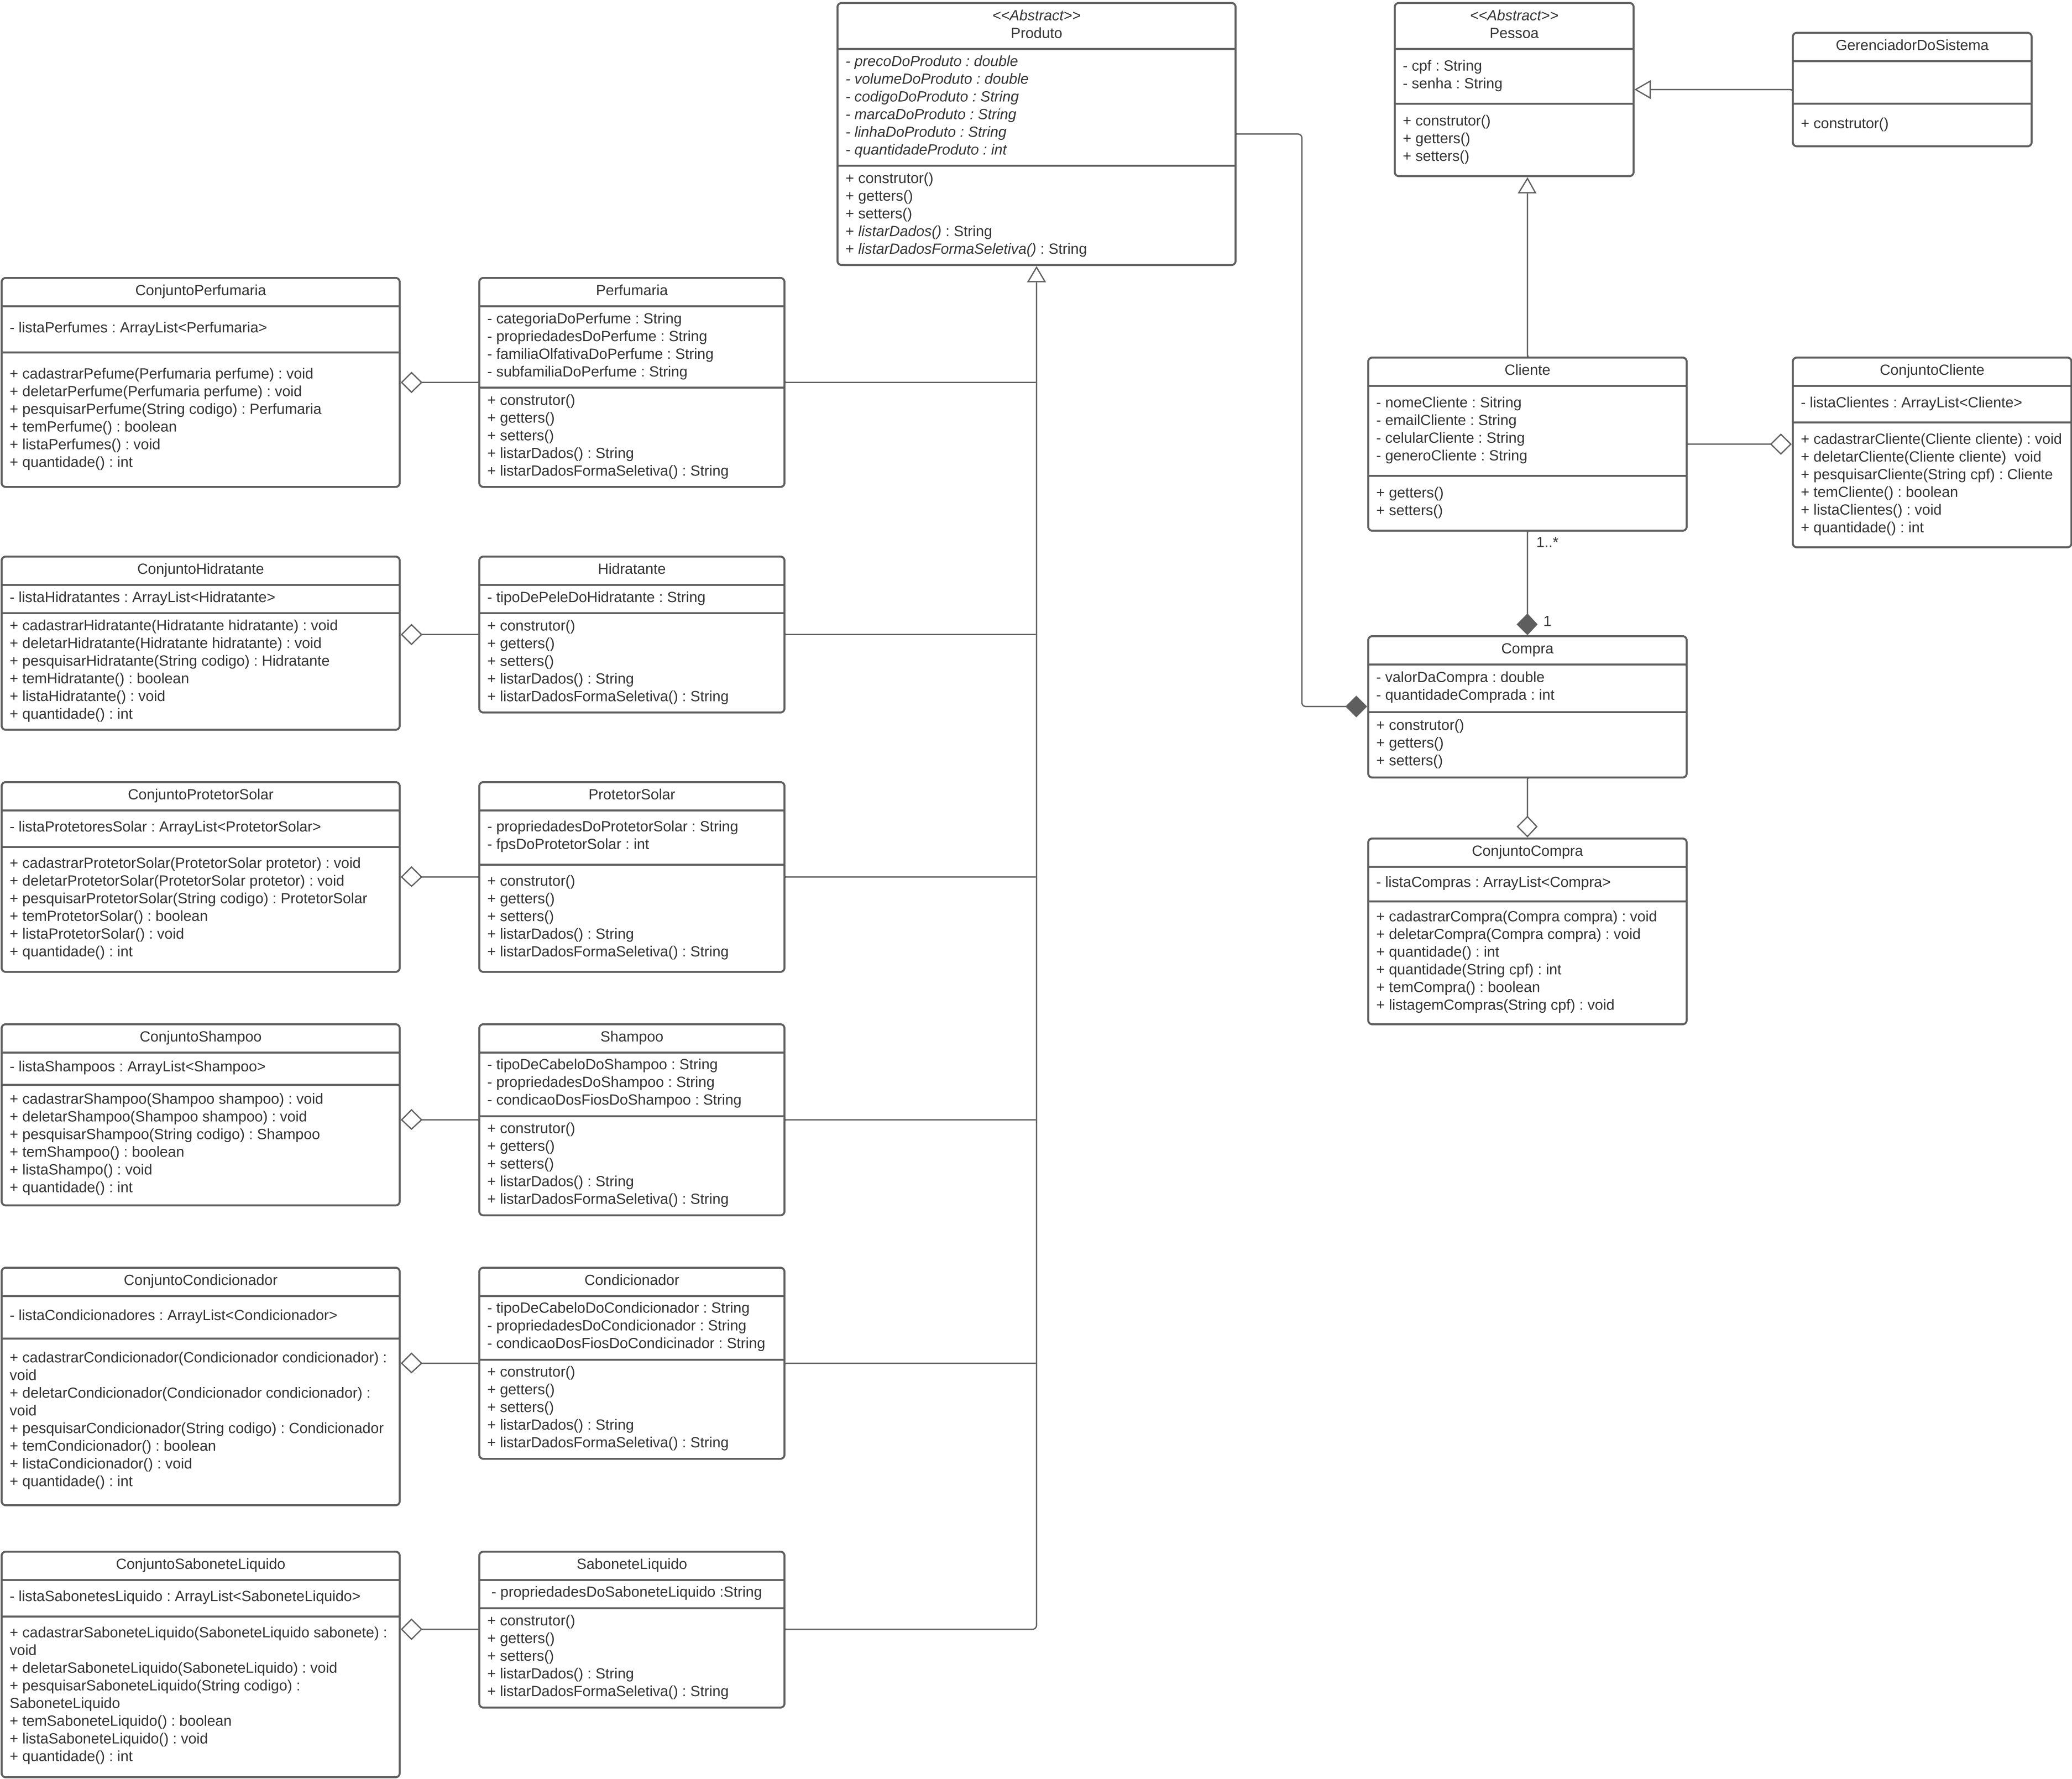 <<Abstract>>
Produto
- precoDoProduto : double
- volumeDoProduto : double
- codigoDoProduto : String
- marcaDoProduto : String
- linhaDoProduto : String
- quantidadeProduto : int
+ construtor()
+ getters()
+ setters()
+ listarDados() : String
+ listarDadosFormaSeletiva() : String
<<Abstract>>
Pessoa
- cpf : String
- senha : String
+ construtor()
+ getters()
+ setters()
GerenciadorDoSistema
+ construtor()
ConjuntoPerfumaria
- listaPerfumes : ArrayList<Perfumaria>
+ cadastrarPefume(Perfumaria perfume) : void
+ deletarPerfume(Perfumaria perfume) : void
+ pesquisarPerfume(String codigo) : Perfumaria
+ temPerfume() : boolean
+ listaPerfumes() : void
+ quantidade() : int
Perfumaria
- categoriaDoPerfume : String
- propriedadesDoPerfume : String
- familiaOlfativaDoPerfume : String
- subfamiliaDoPerfume : String
+ construtor()
+ getters()
+ setters()
+ listarDados() : String
+ listarDadosFormaSeletiva() : String
Cliente
- nomeCliente : Sitring
- emailCliente : String
- celularCliente : String
- generoCliente : String
+ getters()
+ setters()
ConjuntoCliente
- listaClientes : ArrayList<Cliente>
+ cadastrarCliente(Cliente cliente) : void
+ deletarCliente(Cliente cliente)  void
+ pesquisarCliente(String cpf) : Cliente
+ temCliente() : boolean
+ listaClientes() : void
+ quantidade() : int
1..*
1
ConjuntoHidratante
- listaHidratantes : ArrayList<Hidratante>
+ cadastrarHidratante(Hidratante hidratante) : void
+ deletarHidratante(Hidratante hidratante) : void
+ pesquisarHidratante(String codigo) : Hidratante
+ temHidratante() : boolean
+ listaHidratante() : void
+ quantidade() : int
Hidratante
- tipoDePeleDoHidratante : String
+ construtor()
+ getters()
+ setters()
+ listarDados() : String
+ listarDadosFormaSeletiva() : String
Compra
- valorDaCompra : double
- quantidadeComprada : int
+ construtor()
+ getters()
+ setters()
ConjuntoProtetorSolar
- listaProtetoresSolar : ArrayList<ProtetorSolar>
+ cadastrarProtetorSolar(ProtetorSolar protetor) : void
+ deletarProtetorSolar(ProtetorSolar protetor) : void
+ pesquisarProtetorSolar(String codigo) : ProtetorSolar
+ temProtetorSolar() : boolean
+ listaProtetorSolar() : void
+ quantidade() : int
ProtetorSolar
- propriedadesDoProtetorSolar : String
- fpsDoProtetorSolar : int
+ construtor()
+ getters()
+ setters()
+ listarDados() : String
+ listarDadosFormaSeletiva() : String
ConjuntoCompra
- listaCompras : ArrayList<Compra>
+ cadastrarCompra(Compra compra) : void
+ deletarCompra(Compra compra) : void
+ quantidade() : int
+ quantidade(String cpf) : int
+ temCompra() : boolean
+ listagemCompras(String cpf) : void
ConjuntoShampoo
- listaShampoos : ArrayList<Shampoo>
+ cadastrarShampoo(Shampoo shampoo) : void
+ deletarShampoo(Shampoo shampoo) : void
+ pesquisarShampoo(String codigo) : Shampoo
+ temShampoo() : boolean
+ listaShampo() : void
+ quantidade() : int
Shampoo
- tipoDeCabeloDoShampoo : String
- propriedadesDoShampoo : String
- condicaoDosFiosDoShampoo : String
+ construtor()
+ getters()
+ setters()
+ listarDados() : String
+ listarDadosFormaSeletiva() : String
ConjuntoCondicionador
- listaCondicionadores : ArrayList<Condicionador>
+ cadastrarCondicionador(Condicionador condicionador) :
void
+ deletarCondicionador(Condicionador condicionador) :
void
+ pesquisarCondicionador(String codigo) : Condicionador
+ temCondicionador() : boolean
+ listaCondicionador() : void
+ quantidade() : int
Condicionador
- tipoDeCabeloDoCondicionador : String
- propriedadesDoCondicionador : String
- condicaoDosFiosDoCondicinador : String
+ construtor()
+ getters()
+ setters()
+ listarDados() : String
+ listarDadosFormaSeletiva() : String
ConjuntoSaboneteLiquido
- listaSabonetesLiquido : ArrayList<SaboneteLiquido>
+ cadastrarSaboneteLiquido(SaboneteLiquido sabonete) :
void
+ deletarSaboneteLiquido(SaboneteLiquido) : void
+ pesquisarSaboneteLiquido(String codigo) :
SaboneteLiquido
+ temSaboneteLiquido() : boolean
+ listaSaboneteLiquido() : void
+ quantidade() : int
SaboneteLiquido
- propriedadesDoSaboneteLiquido :String
+ construtor()
+ getters()
+ setters()
+ listarDados() : String
+ listarDadosFormaSeletiva() : String